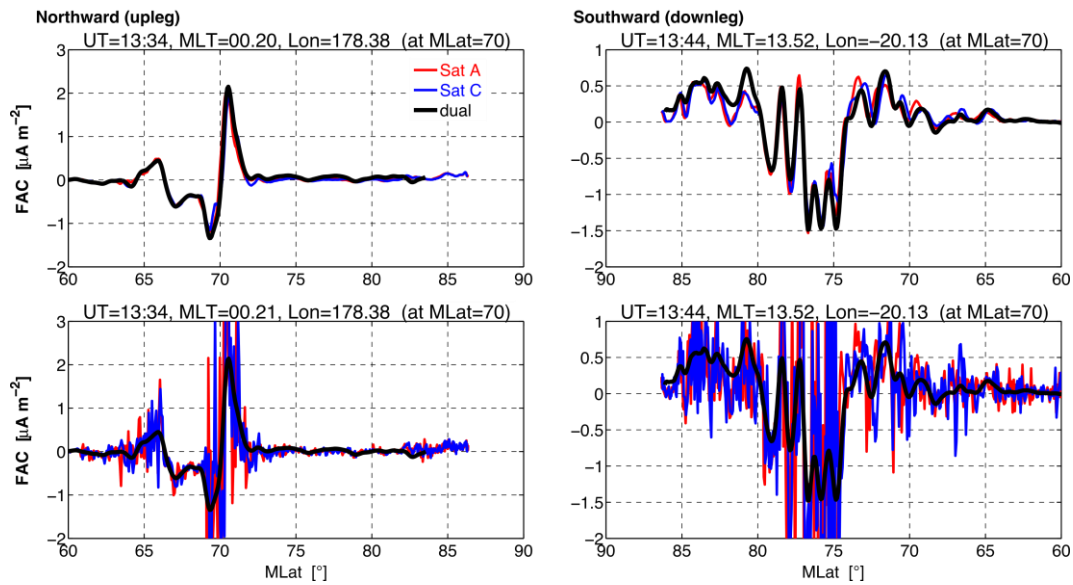 Northward (upleg)
Southward (downleg)
UT=13:34, MLT=00.20, Lon=178.38 (at MLat=70)
UT=13:44, MLT=13.52, Lon=−20.13 (at MLat=70)
3
2
1
0
−1
−2
FAC [μA m−2]
Sat A
Sat C
dual
60 65 70 75 80 85 90
1
0.5
0
−0.5
−1
−1.5
−2
90 85 80 75 70 65 60
UT=13:34, MLT=00.21, Lon=178.38 (at MLat=70)
UT=13:44, MLT=13.52, Lon=−20.13 (at MLat=70)
3
2
1
0
−1
−2
FAC [μA m−2]
60 65 70 75 80 85 90
MLat [°]
1
0.5
0
−0.5
−1
−1.5
−2
90 85 80 75 70 65 60
MLat [°]